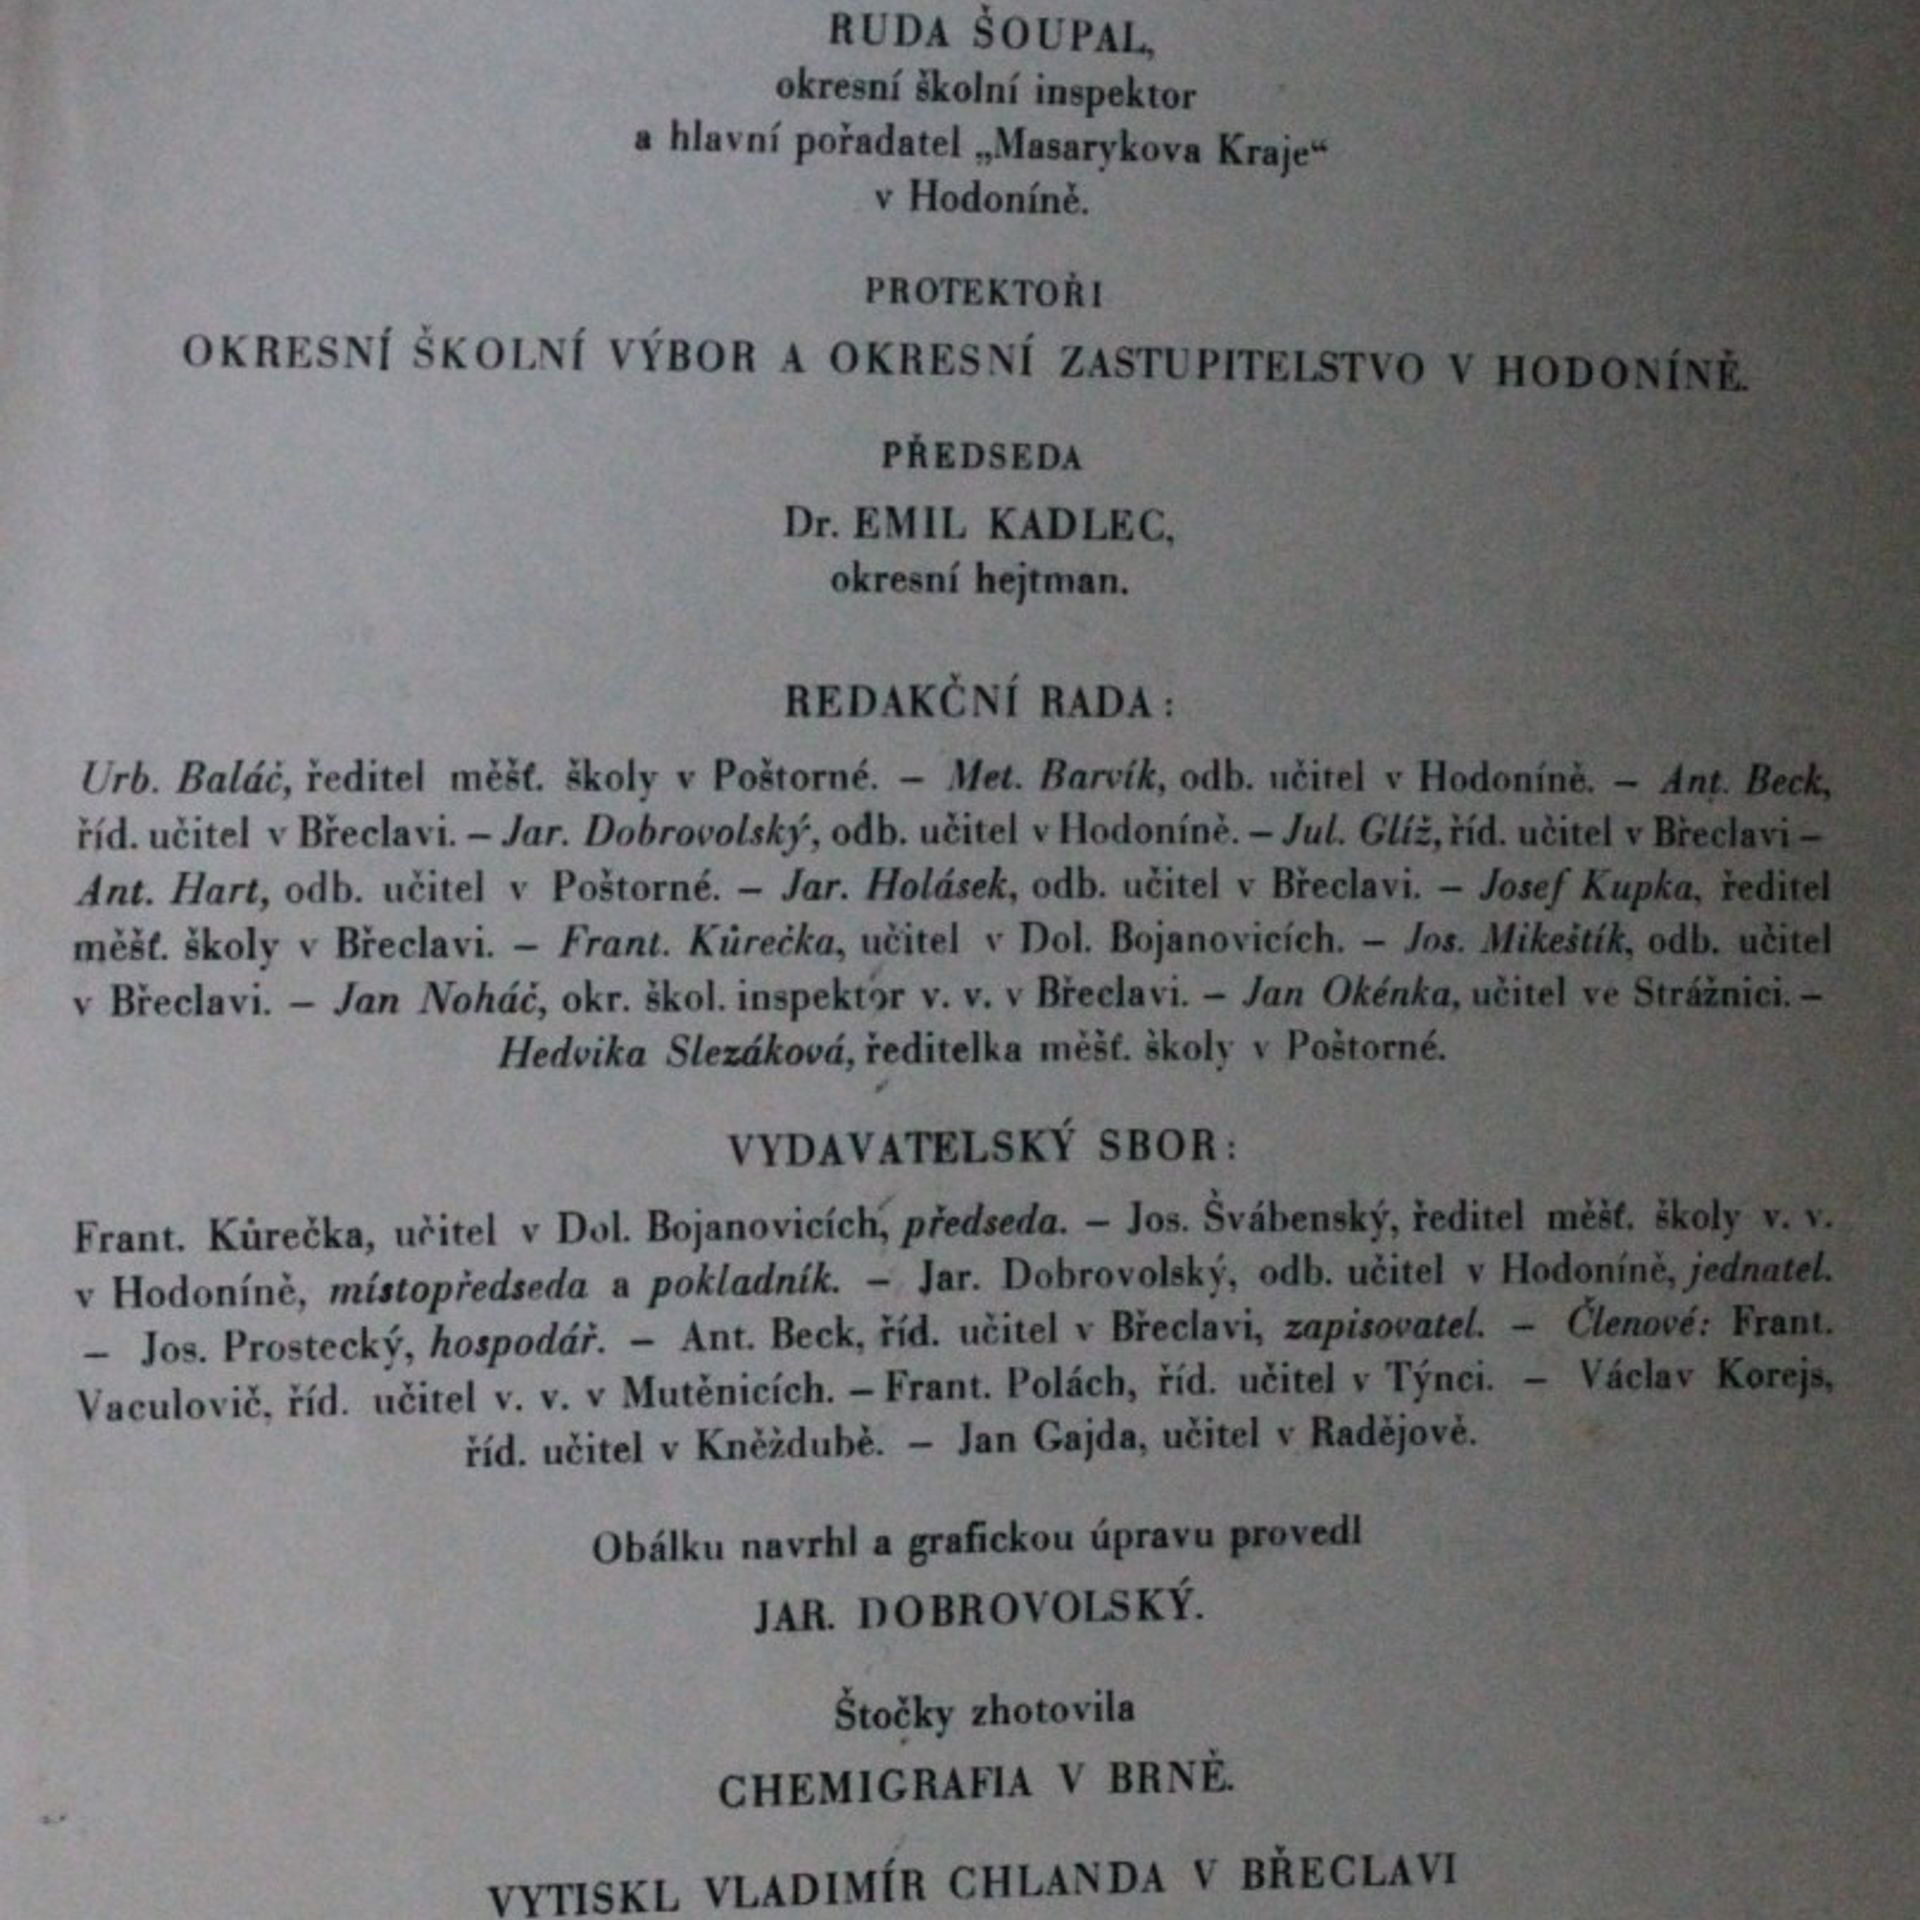 RUDA ŠOUPAL,
okresní školní inspektor
a hlavní pořadatel „Masarykova Kraje“
v Hodoníně.
PROTEKTOŘI
OKRESNÍ ŠKOLNÍ VÝBOR A OKRESNÍ ZASTUPITELSTVO V HODONÍNĚ.
PŘEDSEDA
Dr. EMIL KADLEC,
okresní hejtman.
REDAKČNÍ RADA:
Urb. Baláč, ředitel měšť. školy v Poštorné. – Met. Barvík, odb. učitel v Hodoníně. – Ant. Beck,
říd. učitel v Břeclavi. – Jar. Dobrovolský, odb. učitel v Hodoníně. – Jul. Glíž, říd. učitel v Břeclavi –
Ant. Hart, odb. učitel v Poštorné. – Jar. Holásek, odb. učitel v Břeclavi. – Josef Kupka, ředitel
měšť. školy v Břeclavi. – Frant. Kůrečka, učitel v Dol. Bojanovicích. – Jos. Mikeštík, odb. učitel
v Břeclavi. – Jan Noháč, okr. škol. inspektor v. v. v Břeclavi. – Jan Okénka, učitel ve Strážnici. –
Hedvika Slezáková, ředitelka měšť. školy v Poštorné.
VYDAVATELSKÝ SBOR:
Frant. Kůrečka, učitel v Dol. Bojanovicích, předseda. – Jos. Švábenský, ředitel měšť. školy v. v.
v Hodoníně, místopředseda a pokladník. – Jar. Dobrovolský, odb. učitel v Hodoníně, jednatel.
– Jos. Prostecký, hospodář. – Ant. Beck, říd. učitel v Břeclavi, zapisovatel. – Členové: Frant.
Vaculovič, říd. učitel v. v. v Mutěnicích. – Frant. Polách, říd. učitel v Týnci. – Václav Korejs,
říd. učitel v Kněždubě. – Jan Gajda, učitel v Radějově.
Obálku navrhl a grafickou úpravu provedl
JAR. DOBROVOLSKÝ.
Štočky zhotovila
CHEMIGRAFIA V BRNĚ.
VYTISKL VLADIMÍR CHLANDA V BŘECLAVI